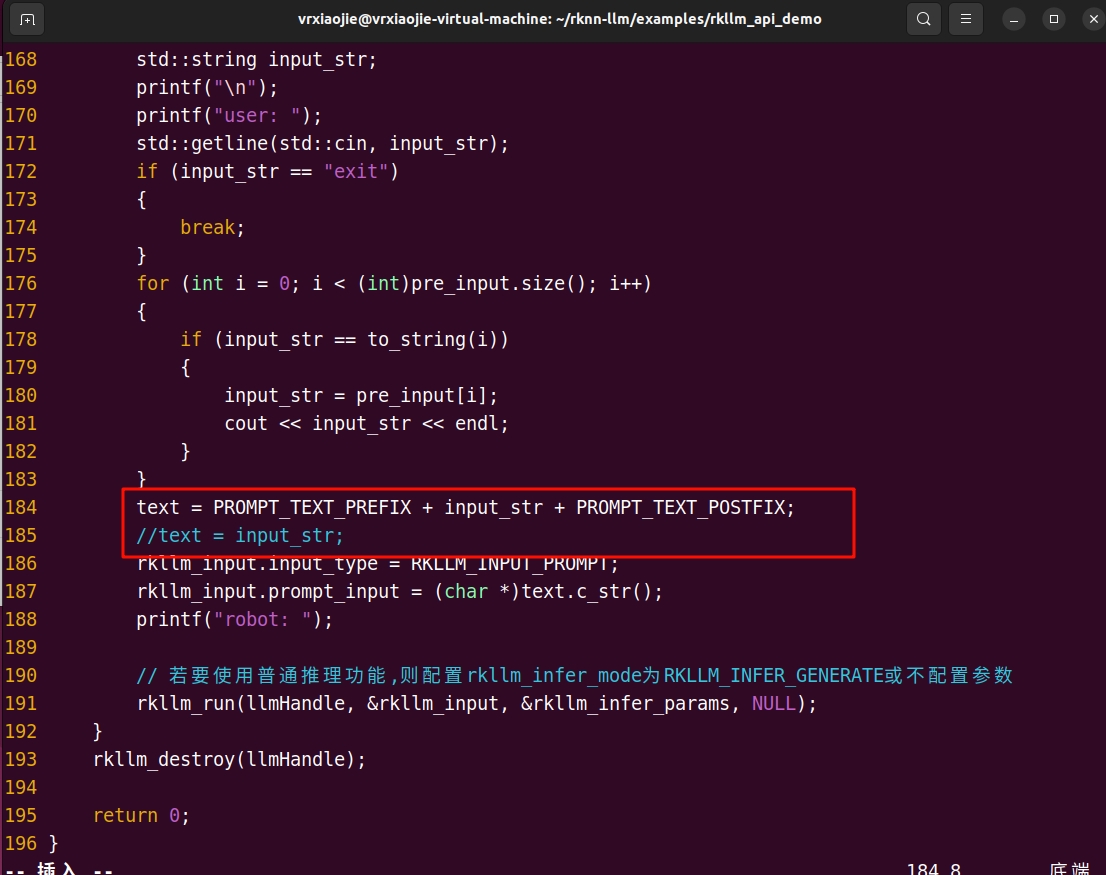 vrxiaojie@vrxiaojie-virtual-machine: ~/rknn-llm/examples/rkllm_api_demo
168         std::string input_str;
169         printf("\n");
170         printf("user: ");
171         std::getline(std::cin, input_str);
172         if (input_str == "exit")
173         {
174             break;
175         }
176         for (int i = 0; i < (int)pre_input.size(); i++)
177         {
178             if (input_str == to_string(i))
179             {
180                 input_str = pre_input[i];
181                 cout << input_str << endl;
182             }
183         }
184         text = PROMPT_TEXT_PREFIX + input_str + PROMPT_TEXT_POSTFIX;
185         //text = input_str;
186         rkllm_input.input_type = RKLLM_INPUT_PROMPT;
187         rkllm_input.prompt_input = (char *)text.c_str();
188         printf("robot: ");
189
190         // 若要使用普通推理功能,则配置rkllm_infer_mode为RKLLM_INFER_GENERATE或不配置参数
191         rkllm_run(llmHandle, &rkllm_input, &rkllm_infer_params, NULL);
192     }
193     rkllm_destroy(llmHandle);
194
195     return 0;
196 }
-- 插入 -- 184,8 底端